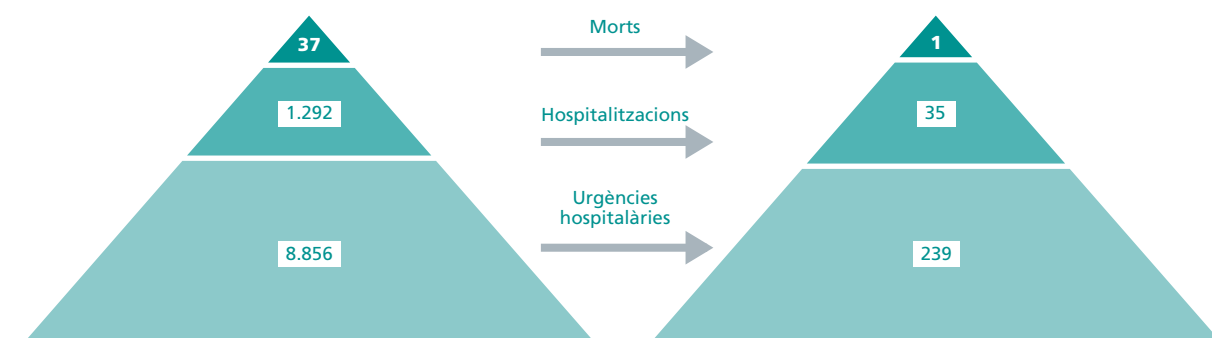 Morts
37
1
1.292
Hospitalitzacions
35
Urgències
hospitalàries
8.856
239